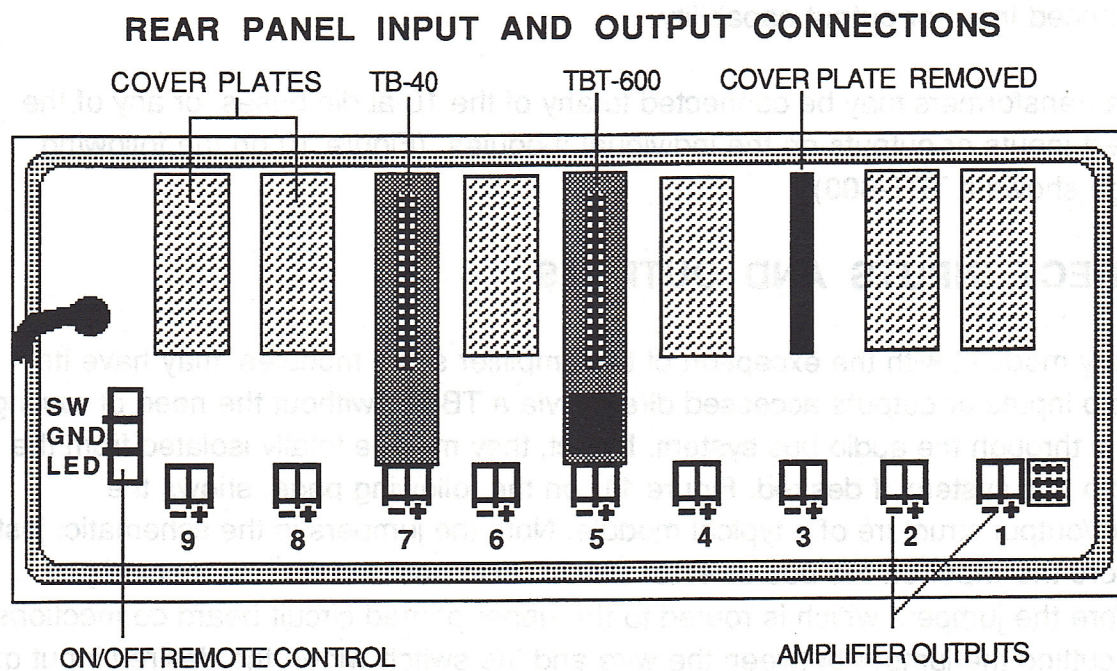 REAR PANEL INPUT AND OUTPUT CONNECTIONS
COVER PLATES TB-40 TBT-600 COVER PLATE REMOVED
SW
GND
LED
-+ -+ -+ -+ -+ -+ -+ -+ -+
9 8 7 6 5 4 3 2 1
ON/OFF REMOTE CONTROL AMPLIFIER OUTPUTS